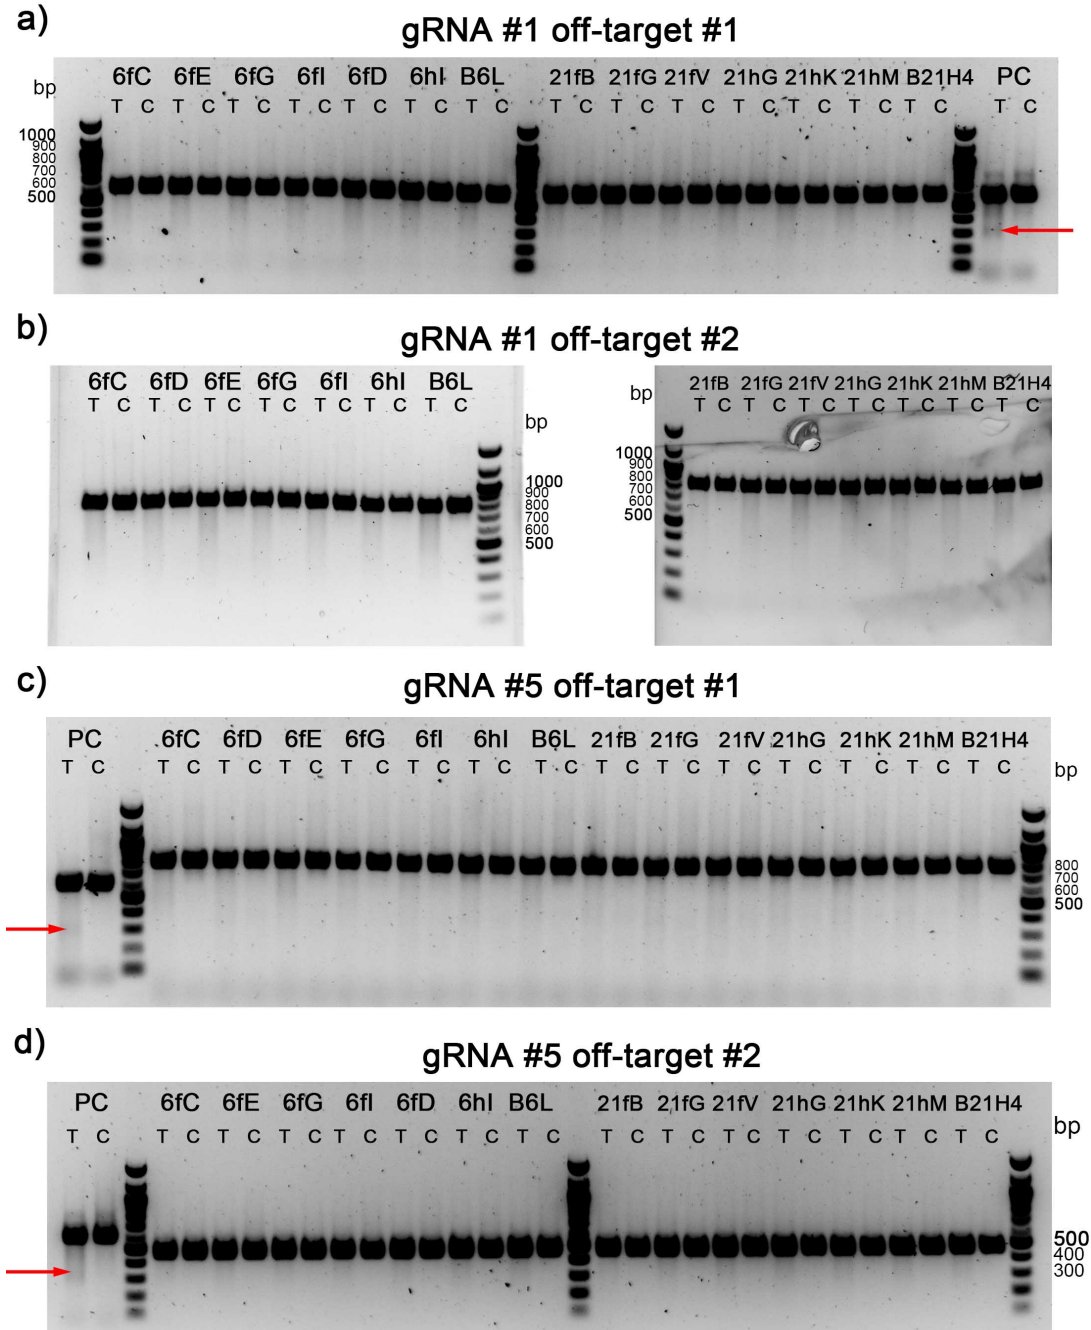 a)
gRNA #1 off-target #1
bp
6fC 6fE 6fG 6fI 6fD 6hI B6L 21fB 21fG 21fV 21hG 21hK 21hM B21H4 PC
T C T C T C T C T C T C T C T C T C T C T C T C T C T C T C
1000
900
800
700
600
500
b)
gRNA #1 off-target #2
6fC 6fD 6fE 6fG 6fI 6hI B6L
T C T C T C T C T C T C T C
bp
1000
900
800
700
600
500
bp
21fB 21fG 21fV 21hG 21hK 21hM B21H4
T C T C T C T C T C T C T C
1000
900
800
700
600
500
c)
gRNA #5 off-target #1
PC 6fC 6fD 6fE 6fG 6fI 6hI B6L 21fB 21fG 21fV 21hG 21hK 21hM B21H4
T C T C T C T C T C T C T C T C T C T C T C T C T C T C T C
bp
800
700
600
500
d)
gRNA #5 off-target #2
PC 6fC 6fE 6fG 6fI 6fD 6hI B6L 21fB 21fG 21fV 21hG 21hK 21hM B21H4
T C T C T C T C T C T C T C T C T C T C T C T C T C T C T C
bp
500
400
300